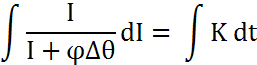 ∫ I / (I + φΔθ) dI = ∫ K dt